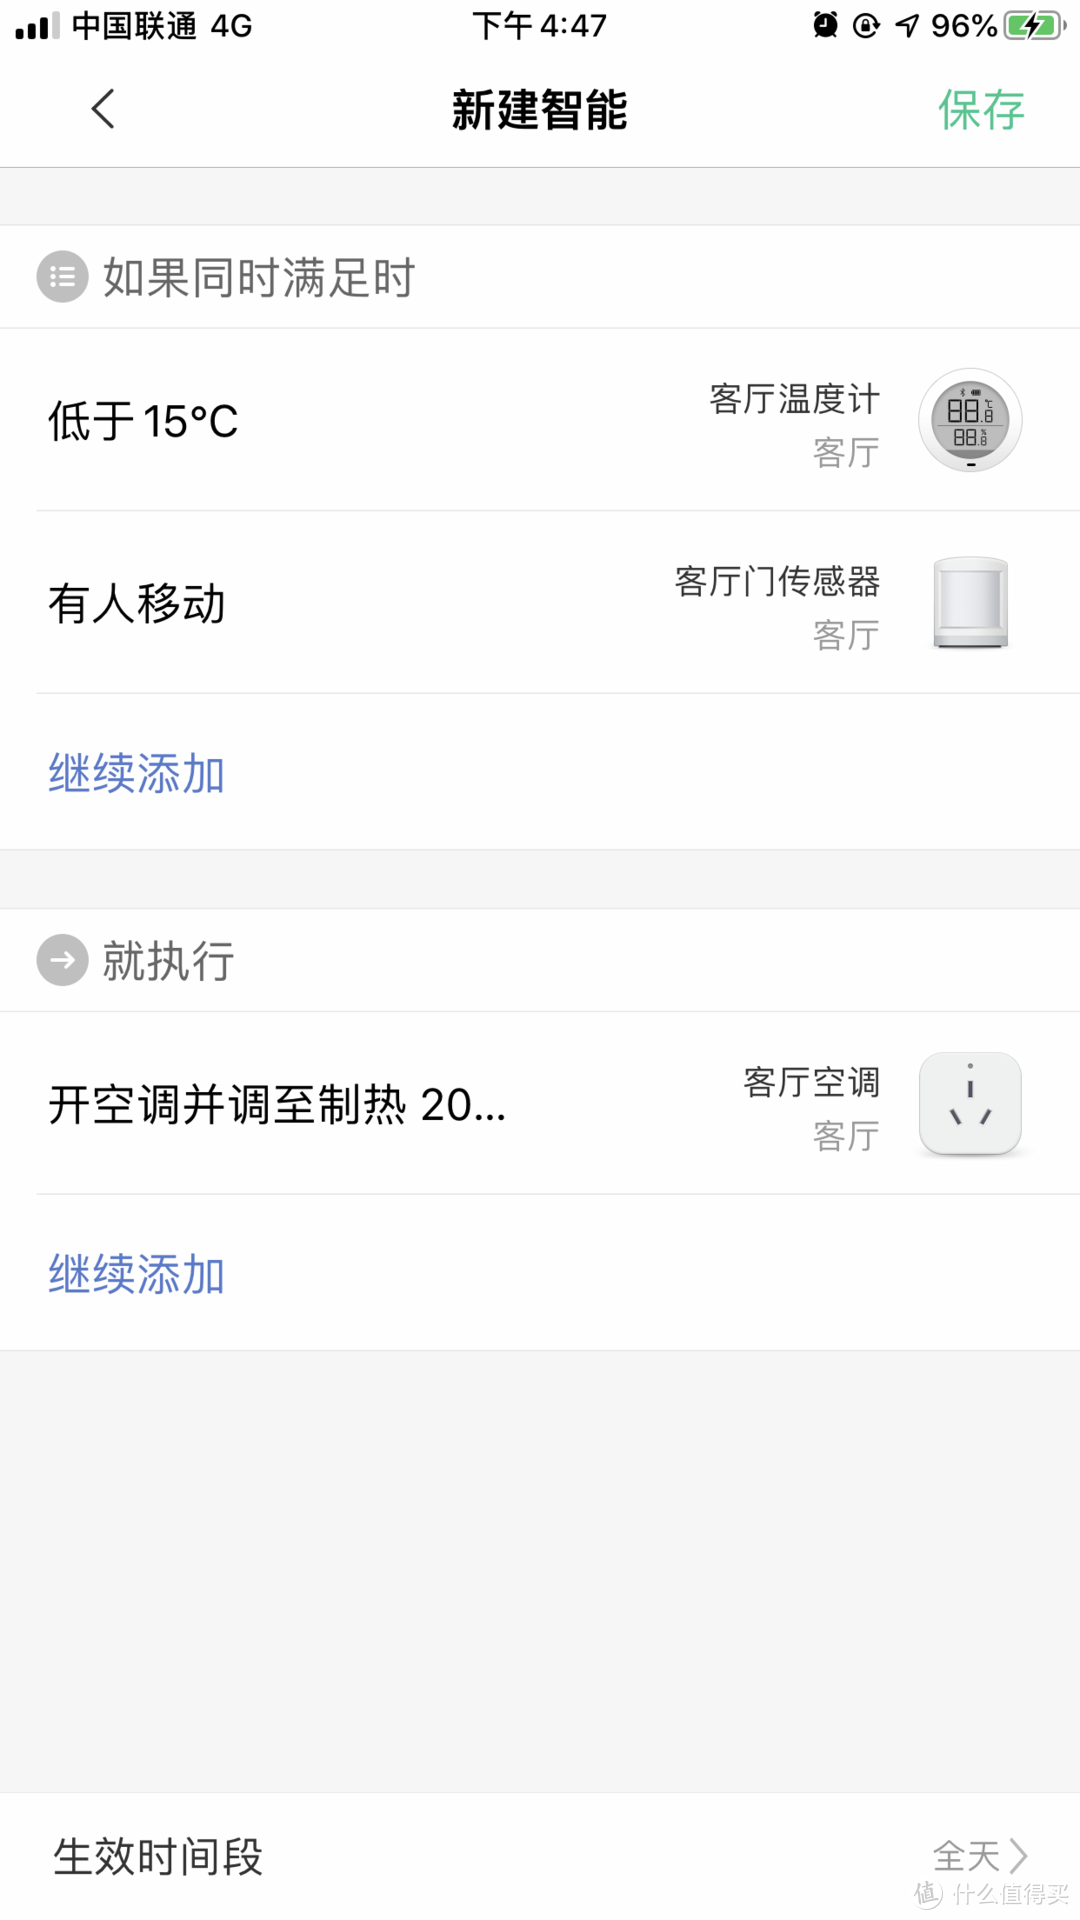 中国联通 4G 下午 4:47 96%
新建智能 保存
如果同时满足时
低于 15°C
客厅温度计
客厅
88.8 ℃
88.8 %
有人移动
客厅门传感器
客厅
继续添加
就执行
开空调并调至制热 20...
客厅空调
客厅
继续添加
生效时间段 全天
值 什么值得买